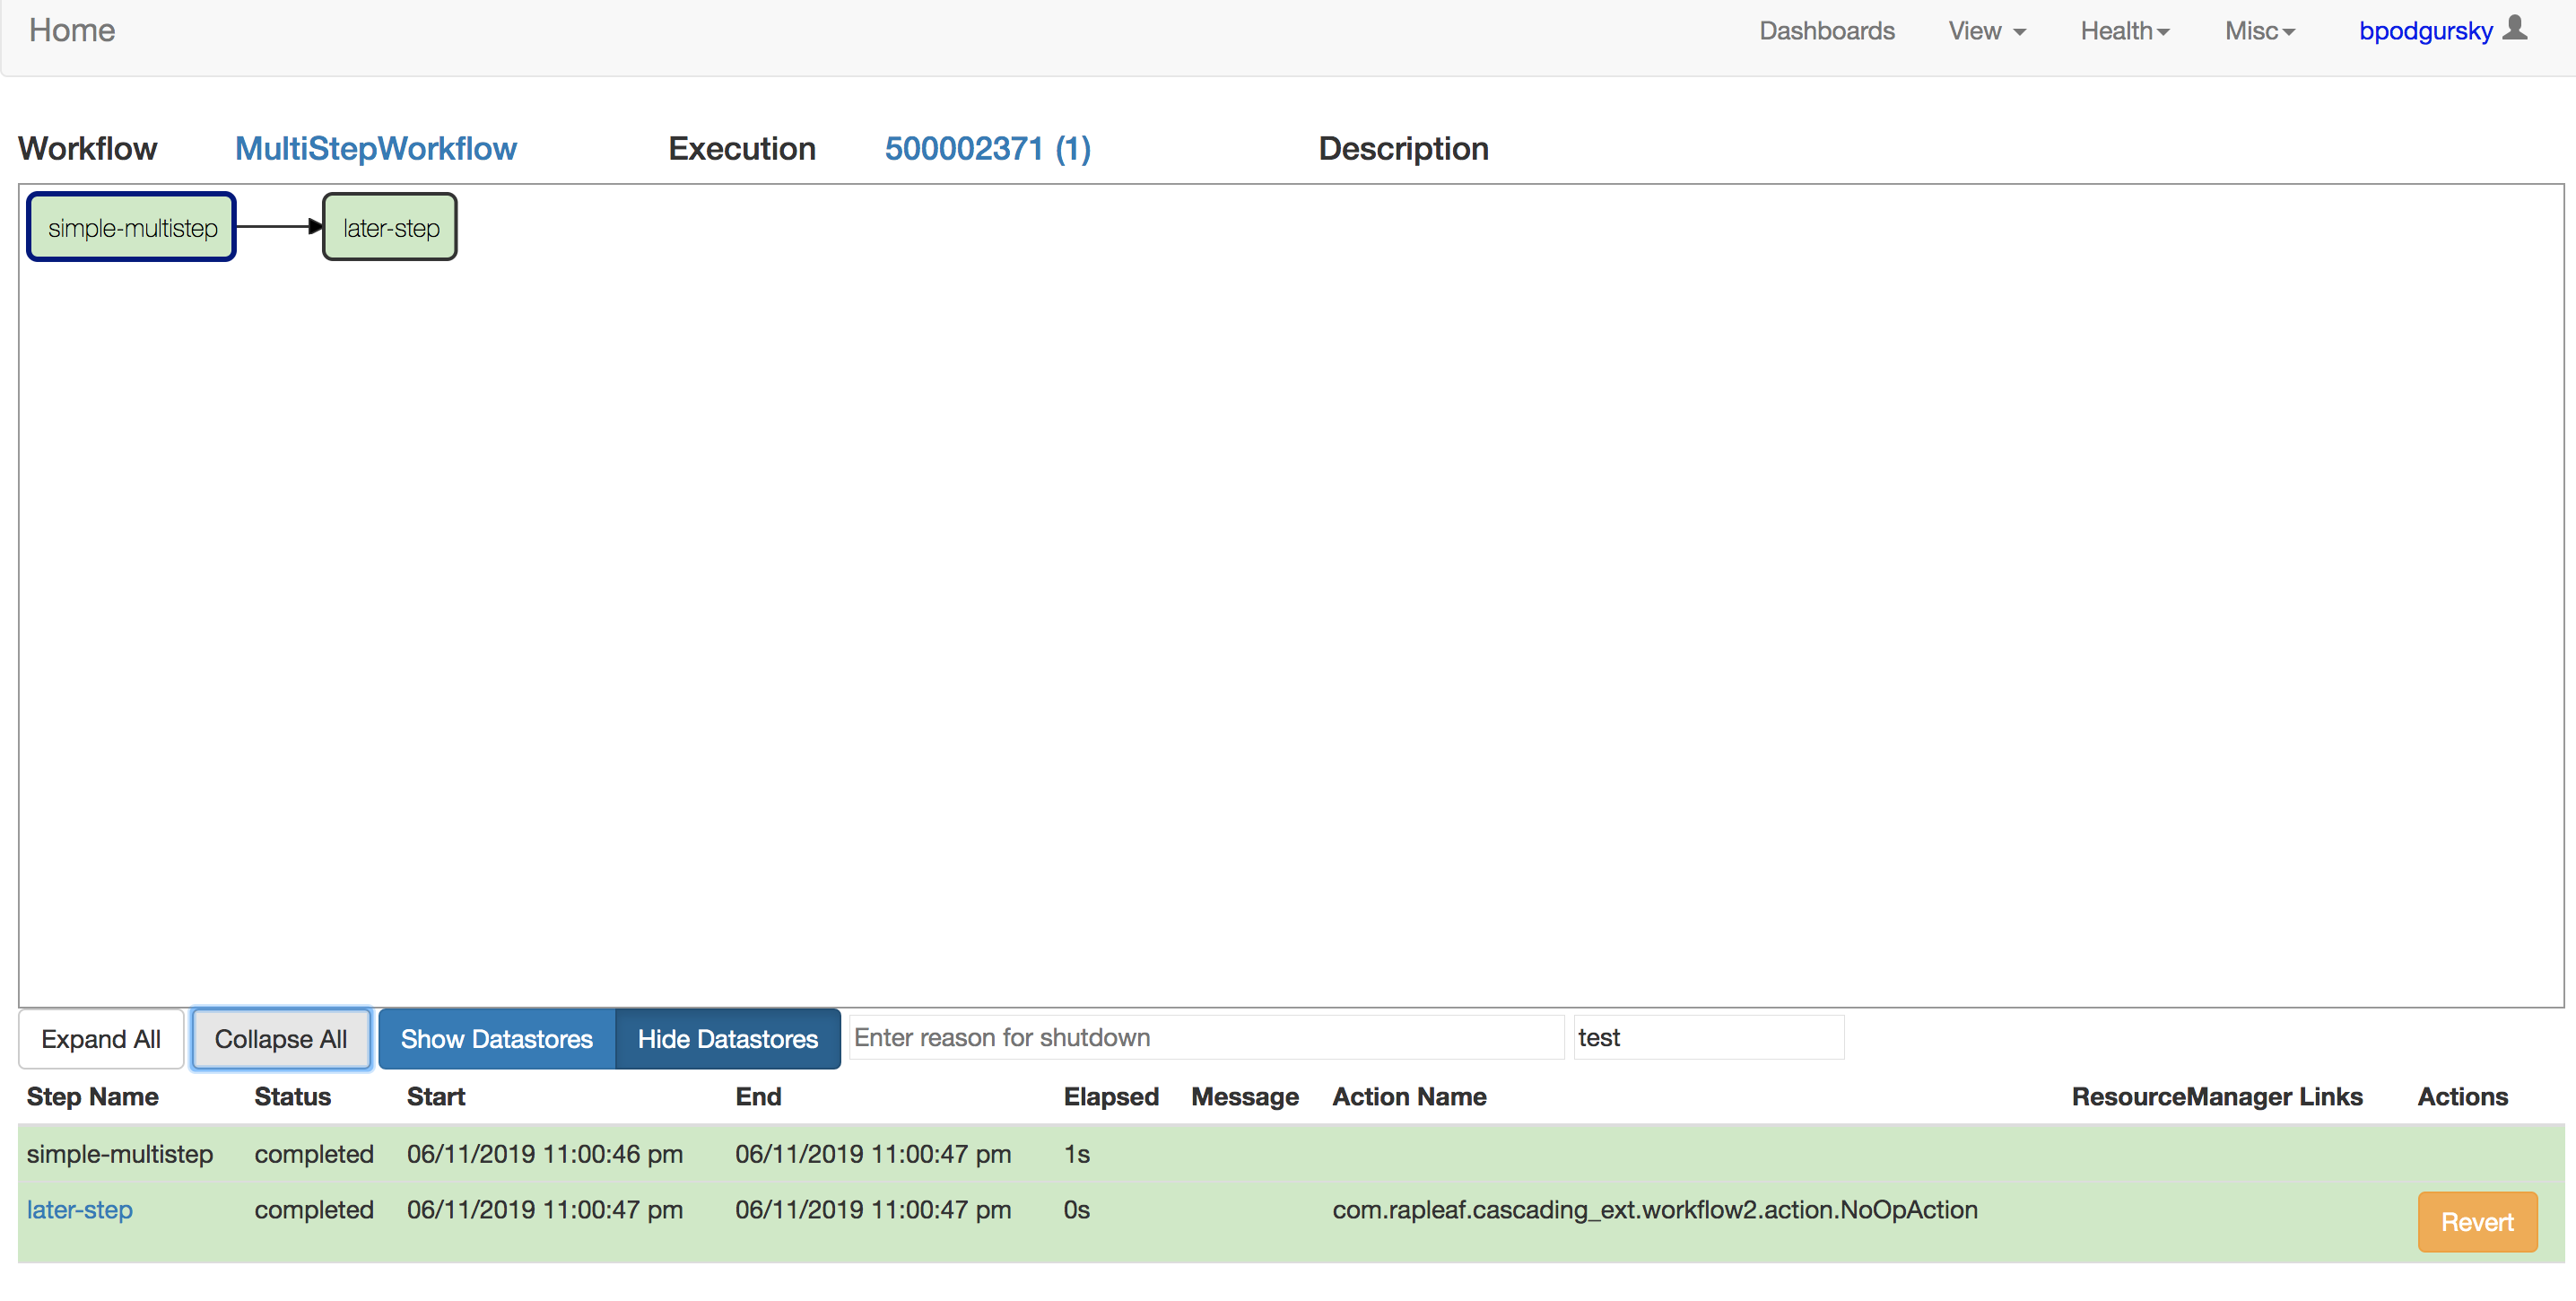 Home Dashboards View Health Misc bpodgursky
Workflow MultiStepWorkflow Execution 500002371 (1) Description
simple-multistep later-step
Expand All Collapse All Show Datastores Hide Datastores Enter reason for shutdown test
Step Name Status Start End Elapsed Message Action Name ResourceManager Links Actions
simple-multistep completed 06/11/2019 11:00:46 pm 06/11/2019 11:00:47 pm 1s
later-step completed 06/11/2019 11:00:47 pm 06/11/2019 11:00:47 pm 0s com.rapleaf.cascading_ext.workflow2.action.NoOpAction Revert